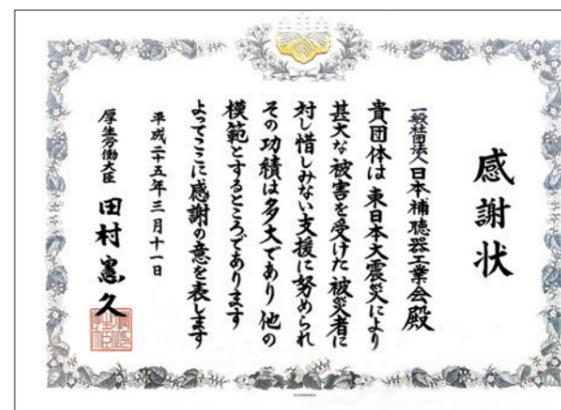 感謝状
一般社団法人日本補聴器工業会殿
貴団体は東日本大震災により
甚大な被害を受けた被災者に
対し惜しみない支援に努められ
その功績は多大であり他の
模範とするところであります
よってここに感謝の意を表します
平成二十五年三月十一日
厚生労働大臣 田村憲久